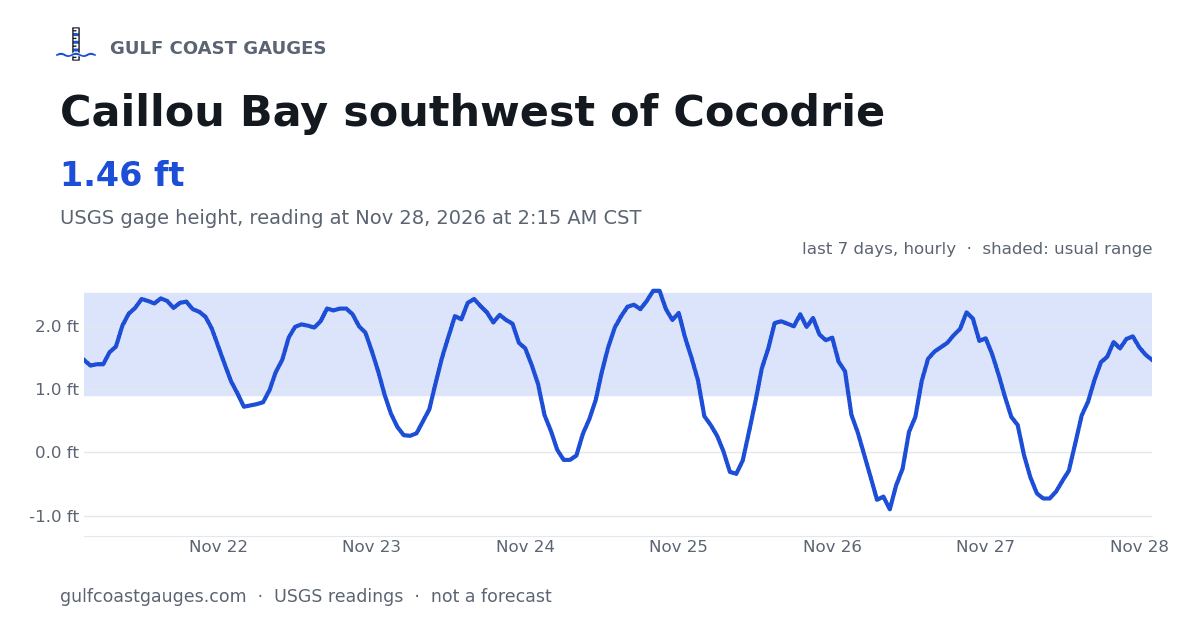 GULF COAST GAUGES
Caillou Bay southwest of Cocodrie
1.46 ft
USGS gage height, reading at Nov 28, 2026 at 2:15 AM CST
last 7 days, hourly · shaded: usual range
2.0 ft
1.0 ft
0.0 ft
-1.0 ft
Nov 22 Nov 23 Nov 24 Nov 25 Nov 26 Nov 27 Nov 28
gulfcoastgauges.com · USGS readings · not a forecast